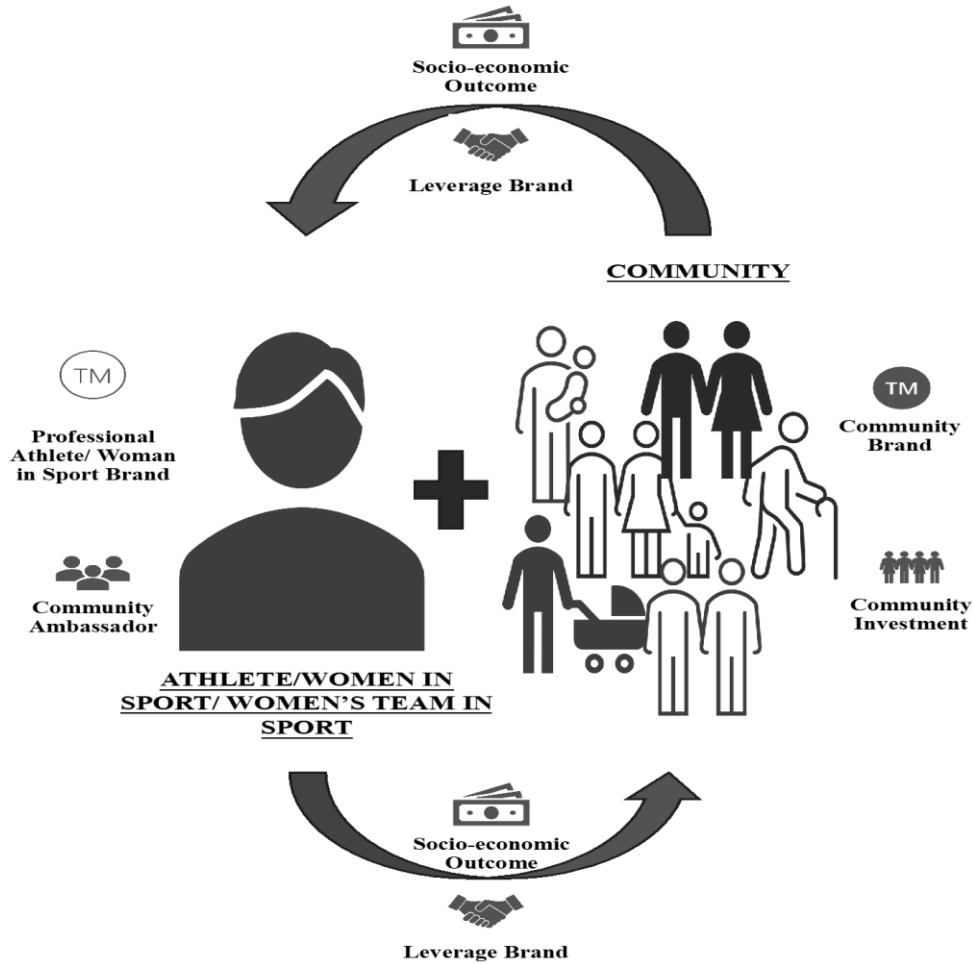 Socio-economic
Outcome
Leverage Brand
COMMUNITY
TM
Professional
Athlete/ Woman
in Sport Brand
TM
Community
Brand
Community
Ambassador
Community
Investment
ATHLETE/WOMEN IN
SPORT/ WOMEN’S TEAM IN
SPORT
Socio-economic
Outcome
Leverage Brand